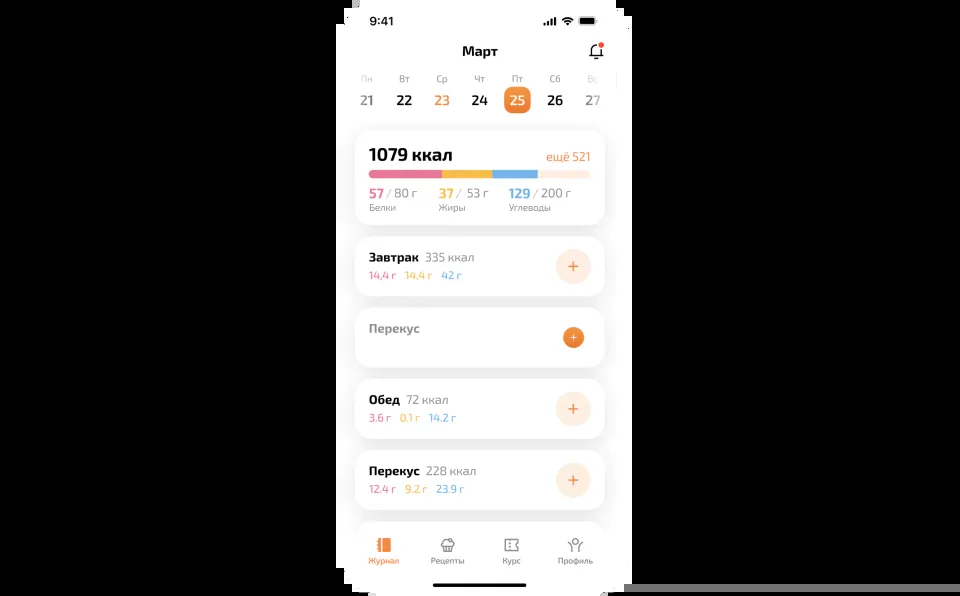 9:41
Март
Пн Вт Ср Чт Пт Сб Вс
21 22 23 24 25 26 27
1079 ккал ещё 521
57 / 80 г 37 / 53 г 129 / 200 г
Белки Жиры Углеводы
Завтрак 335 ккал
14,4 г 14,4 г 42 г
Перекус
Обед 72 ккал
3.6 г 0.1 г 14.2 г
Перекус 228 ккал
12.4 г 9.2 г 23.9 г
Журнал Рецепты Курс Профиль